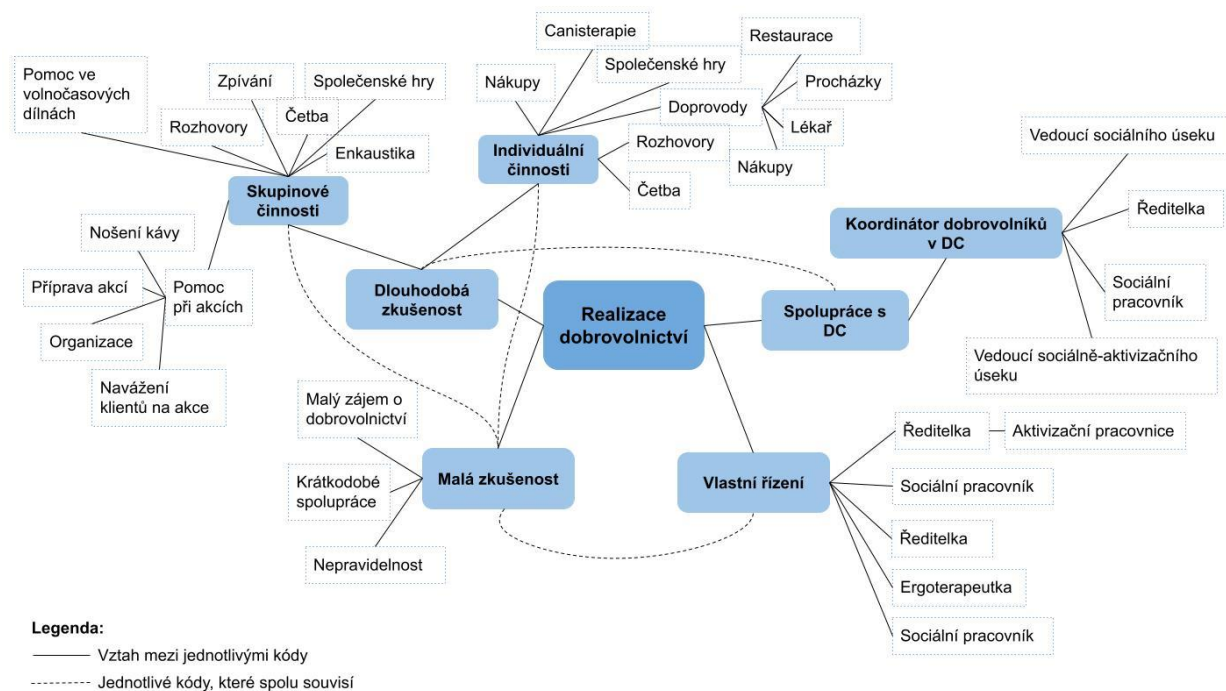 Canisterapie
Restaurace
Pomoc ve
volnočasových
dílnách
Zpívání
Společenské hry
Nákupy
Společenské hry
Procházky
Rozhovory
Četba
Doprovody
Lékař
Enkaustika
Individuální
činnosti
Rozhovory
Nákupy
Četba
Vedoucí sociálního úseku
Skupinové
činnosti
Koordinátor dobrovolníků
v DC
Ředitelka
Nošení kávy
Příprava akcí
Pomoc
při akcích
Organizace
Navážení
klientů na akce
Dlouhodobá
zkušenost
Realizace
dobrovolnictví
Spolupráce s
DC
Sociální
pracovník
Vedoucí sociálně-aktivizačního
úseku
Malý zájem o
dobrovolnictví
Krátkodobé
spolupráce
Nepravidelnost
Malá zkušenost
Vlastní řízení
Ředitelka
Aktivizační pracovnice
Sociální pracovník
Ředitelka
Ergoterapeutka
Sociální pracovník
Legenda:
Vztah mezi jednotlivými kódy
Jednotlivé kódy, které spolu souvisí